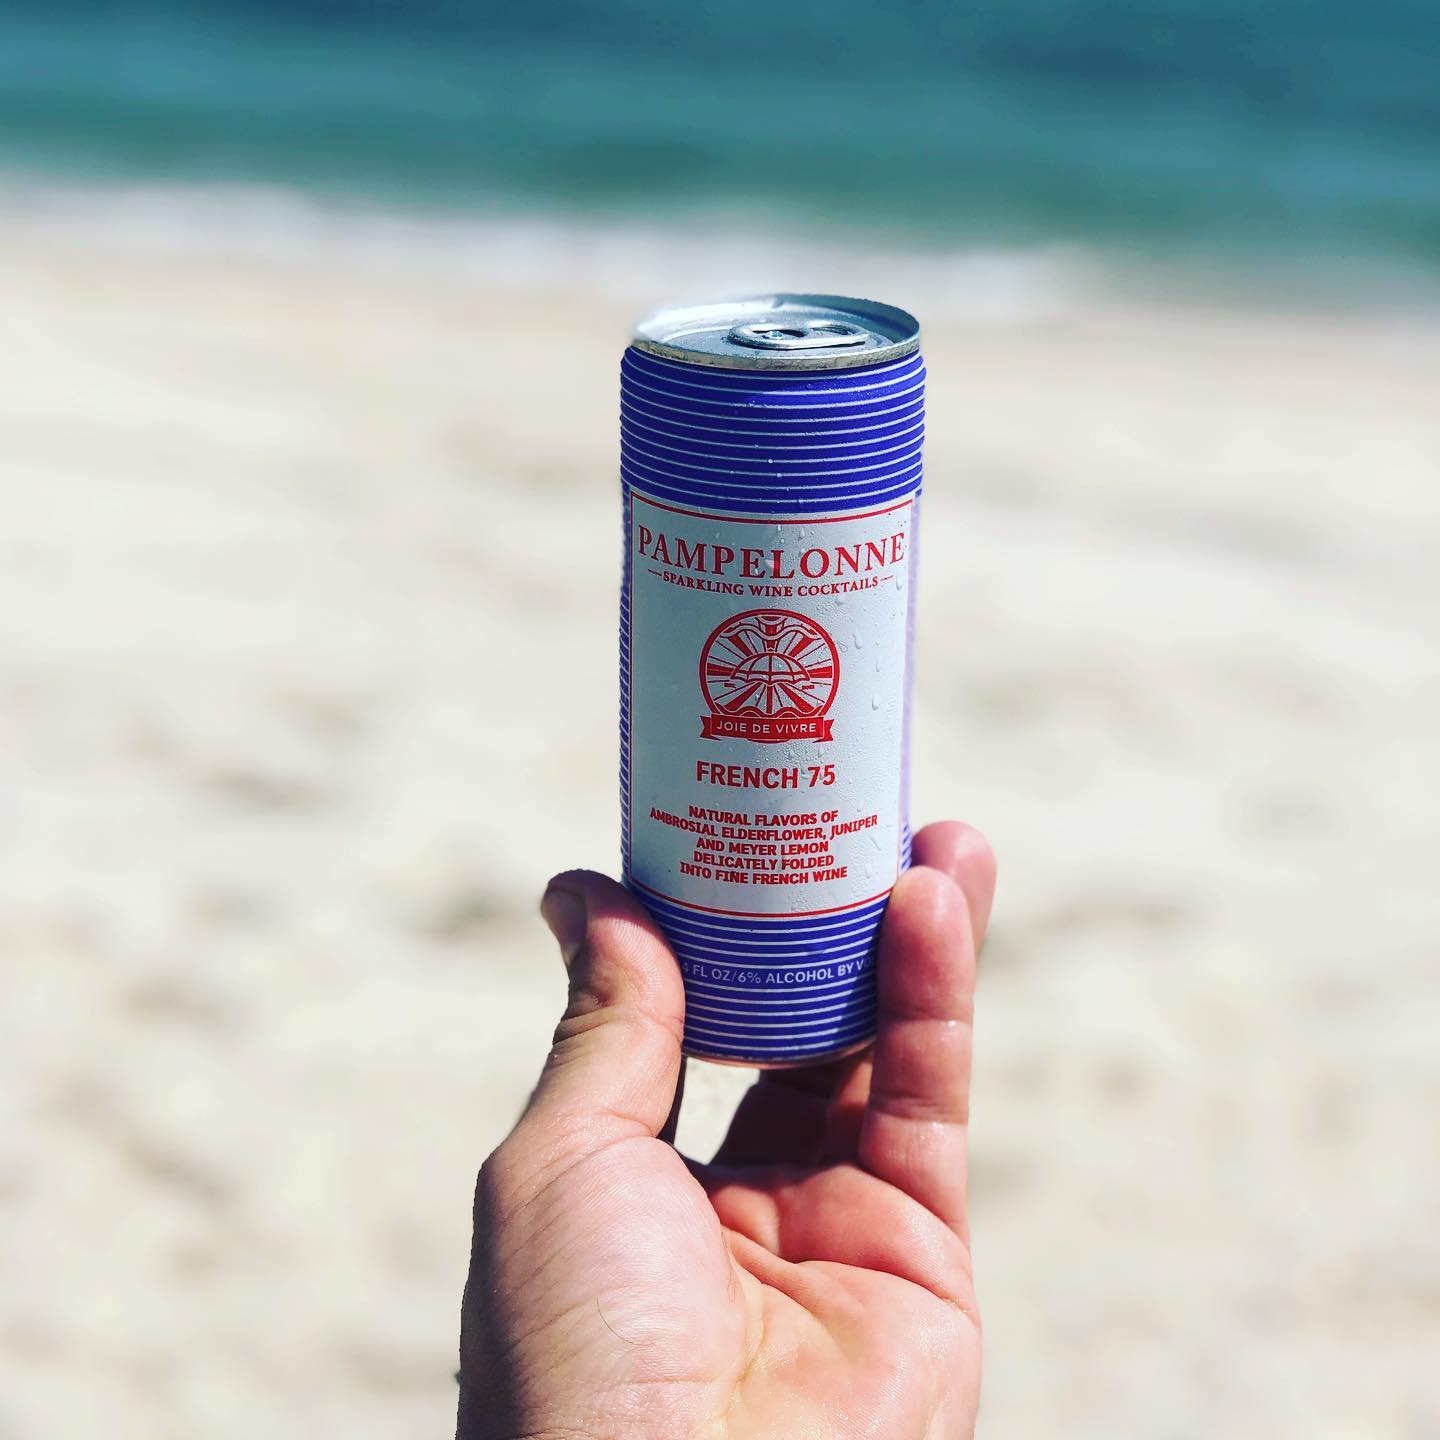 PAMPELONNE
SPARKLING WINE COCKTAILS
JOIE DE VIVRE
FRENCH 75
NATURAL FLAVORS OF
AMBROSIAL ELDERFLOWER, JUNIPER
AND MEYER LEMON
DELICATELY FOLDED
INTO FINE FRENCH WINE
FL OZ/6% ALCOHOL BY